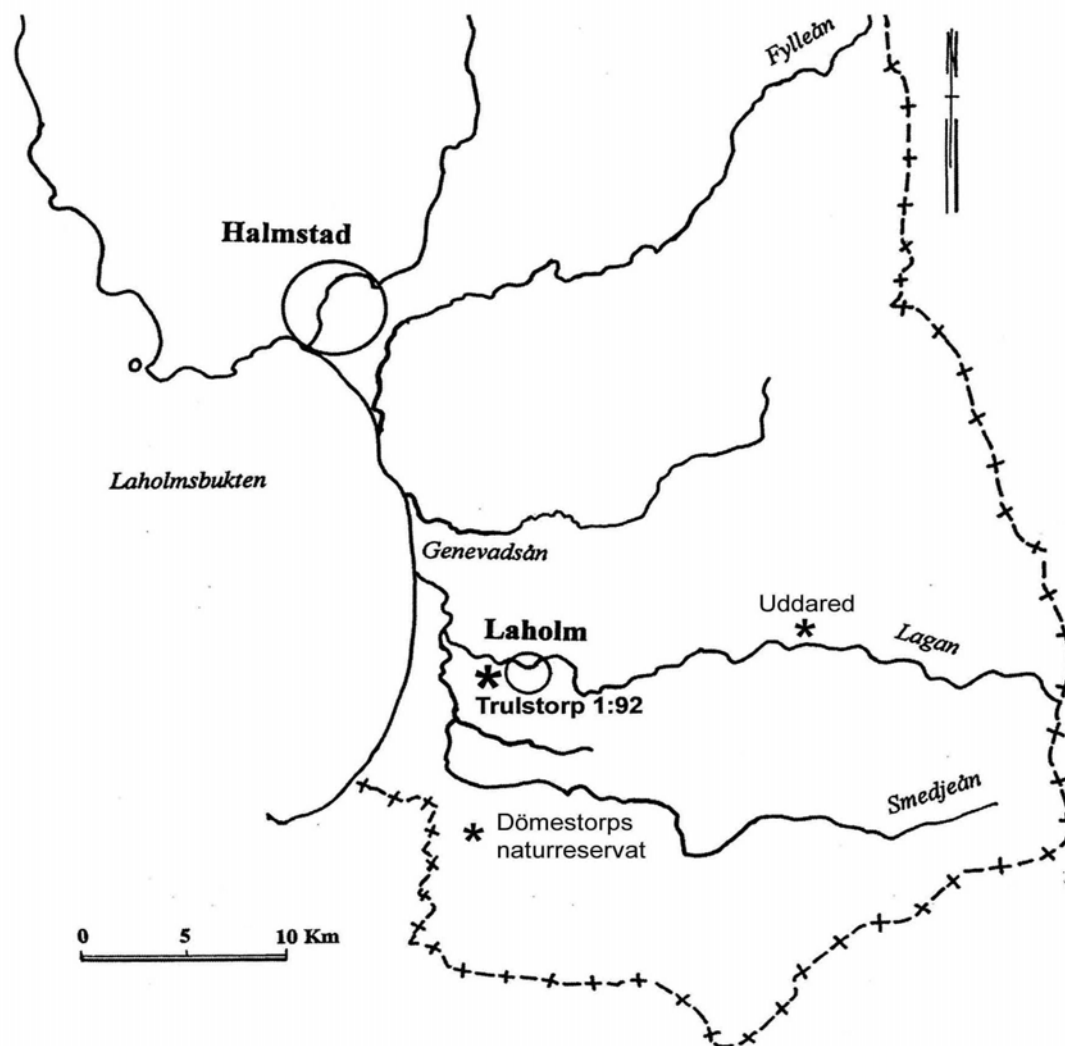 Fylleån
Halmstad
Laholmsbukten
Genevadsån
Uddared
Laholm
Lagan
Trulstorp 1:92
Smedjeån
Dömestorps
naturreservat
0 5 10 Km